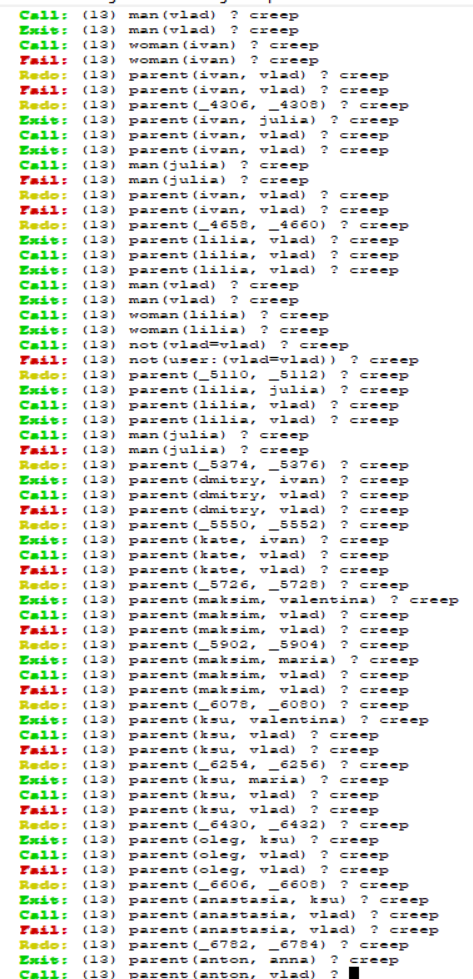 Call: (13) man(vlad) ? creep
Exit: (13) man(vlad) ? creep
Call: (13) woman(ivan) ? creep
Fail: (13) woman(ivan) ? creep
Redo: (13) parent(ivan, vlad) ? creep
Fail: (13) parent(ivan, vlad) ? creep
Redo: (13) parent(_4306, _4308) ? creep
Exit: (13) parent(ivan, julia) ? creep
Call: (13) parent(ivan, vlad) ? creep
Exit: (13) parent(ivan, vlad) ? creep
Call: (13) man(julia) ? creep
Fail: (13) man(julia) ? creep
Redo: (13) parent(ivan, vlad) ? creep
Fail: (13) parent(ivan, vlad) ? creep
Redo: (13) parent(_4658, _4660) ? creep
Exit: (13) parent(lilia, vlad) ? creep
Call: (13) parent(lilia, vlad) ? creep
Exit: (13) parent(lilia, vlad) ? creep
Call: (13) man(vlad) ? creep
Exit: (13) man(vlad) ? creep
Call: (13) woman(lilia) ? creep
Exit: (13) woman(lilia) ? creep
Call: (13) not(vlad=vlad) ? creep
Fail: (13) not(user:(vlad=vlad)) ? creep
Redo: (13) parent(_5110, _5112) ? creep
Exit: (13) parent(lilia, julia) ? creep
Call: (13) parent(lilia, vlad) ? creep
Exit: (13) parent(lilia, vlad) ? creep
Call: (13) man(julia) ? creep
Fail: (13) man(julia) ? creep
Redo: (13) parent(_5374, _5376) ? creep
Exit: (13) parent(dmitry, ivan) ? creep
Call: (13) parent(dmitry, vlad) ? creep
Fail: (13) parent(dmitry, vlad) ? creep
Redo: (13) parent(_5550, _5552) ? creep
Exit: (13) parent(kate, ivan) ? creep
Call: (13) parent(kate, vlad) ? creep
Fail: (13) parent(kate, vlad) ? creep
Redo: (13) parent(_5726, _5728) ? creep
Exit: (13) parent(maksim, valentina) ? creep
Call: (13) parent(maksim, vlad) ? creep
Fail: (13) parent(maksim, vlad) ? creep
Redo: (13) parent(_5902, _5904) ? creep
Exit: (13) parent(maksim, maria) ? creep
Call: (13) parent(maksim, vlad) ? creep
Fail: (13) parent(maksim, vlad) ? creep
Redo: (13) parent(_6078, _6080) ? creep
Exit: (13) parent(ksu, valentina) ? creep
Call: (13) parent(ksu, vlad) ? creep
Fail: (13) parent(ksu, vlad) ? creep
Redo: (13) parent(_6254, _6256) ? creep
Exit: (13) parent(ksu, maria) ? creep
Call: (13) parent(ksu, vlad) ? creep
Fail: (13) parent(ksu, vlad) ? creep
Redo: (13) parent(_6430, _6432) ? creep
Exit: (13) parent(oleg, ksu) ? creep
Call: (13) parent(oleg, vlad) ? creep
Fail: (13) parent(oleg, vlad) ? creep
Redo: (13) parent(_6606, _6608) ? creep
Exit: (13) parent(anastasia, ksu) ? creep
Call: (13) parent(anastasia, vlad) ? creep
Fail: (13) parent(anastasia, vlad) ? creep
Redo: (13) parent(_6782, _6784) ? creep
Exit: (13) parent(anton, anna) ? creep
Call: (13) parent(anton, vlad) ?